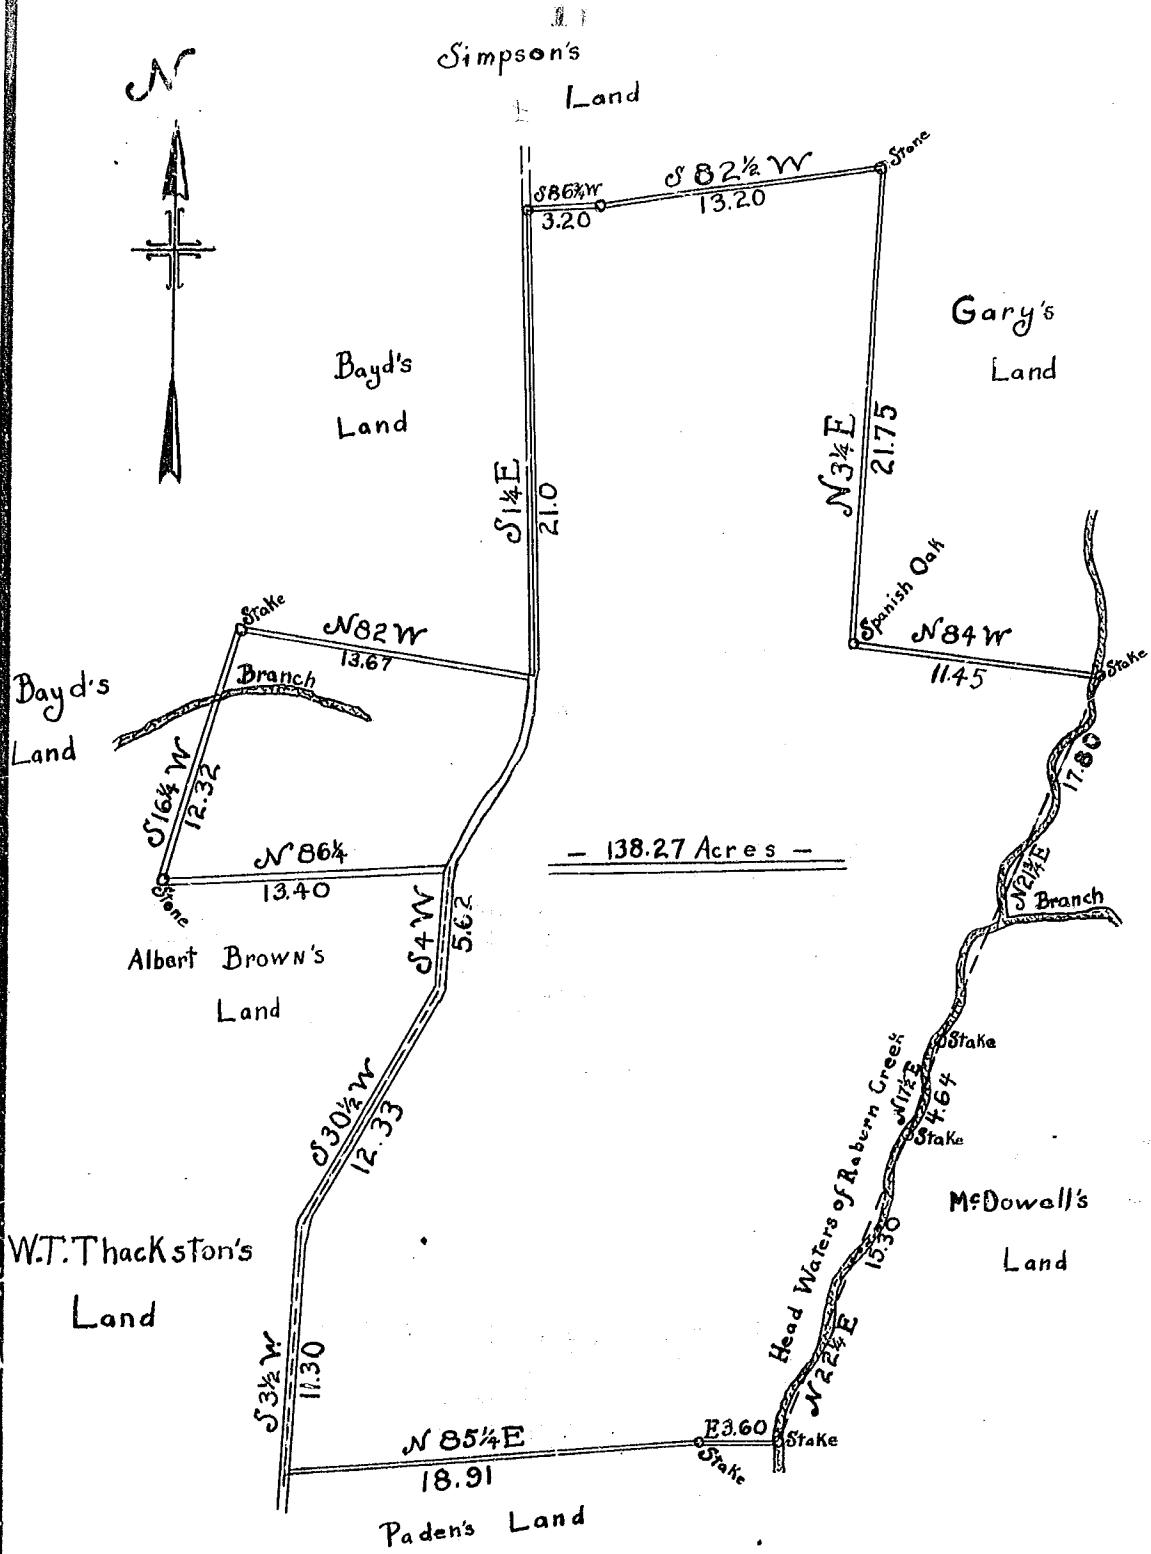 N
Simpson's
Land
Stone
S 82½ W
13.20
S86¾W
3.20
Gary's
Land
Bayd's
Land
N3¼E
21.75
S1¼E
21.0
Spanish Oak
Stake
N82W
13.67
N84W
11.45
Stake
Branch
Bayd's
Land
S16¼W
12.32
17.80
N86¼
13.40
Stone
— 138.27 Acres —
N21¾E
Branch
S4W
5.62
Albert Brown's
Land
Stake
Head Waters of Raburn Creek
N17½E
4.64
Stake
S30½W
12.33
McDowell's
Land
W.T. Thackston's
Land
15.30
N22¼E
S3½W
11.30
N 85¼E
18.91
E3.60
Stake
Stake
Paden's Land